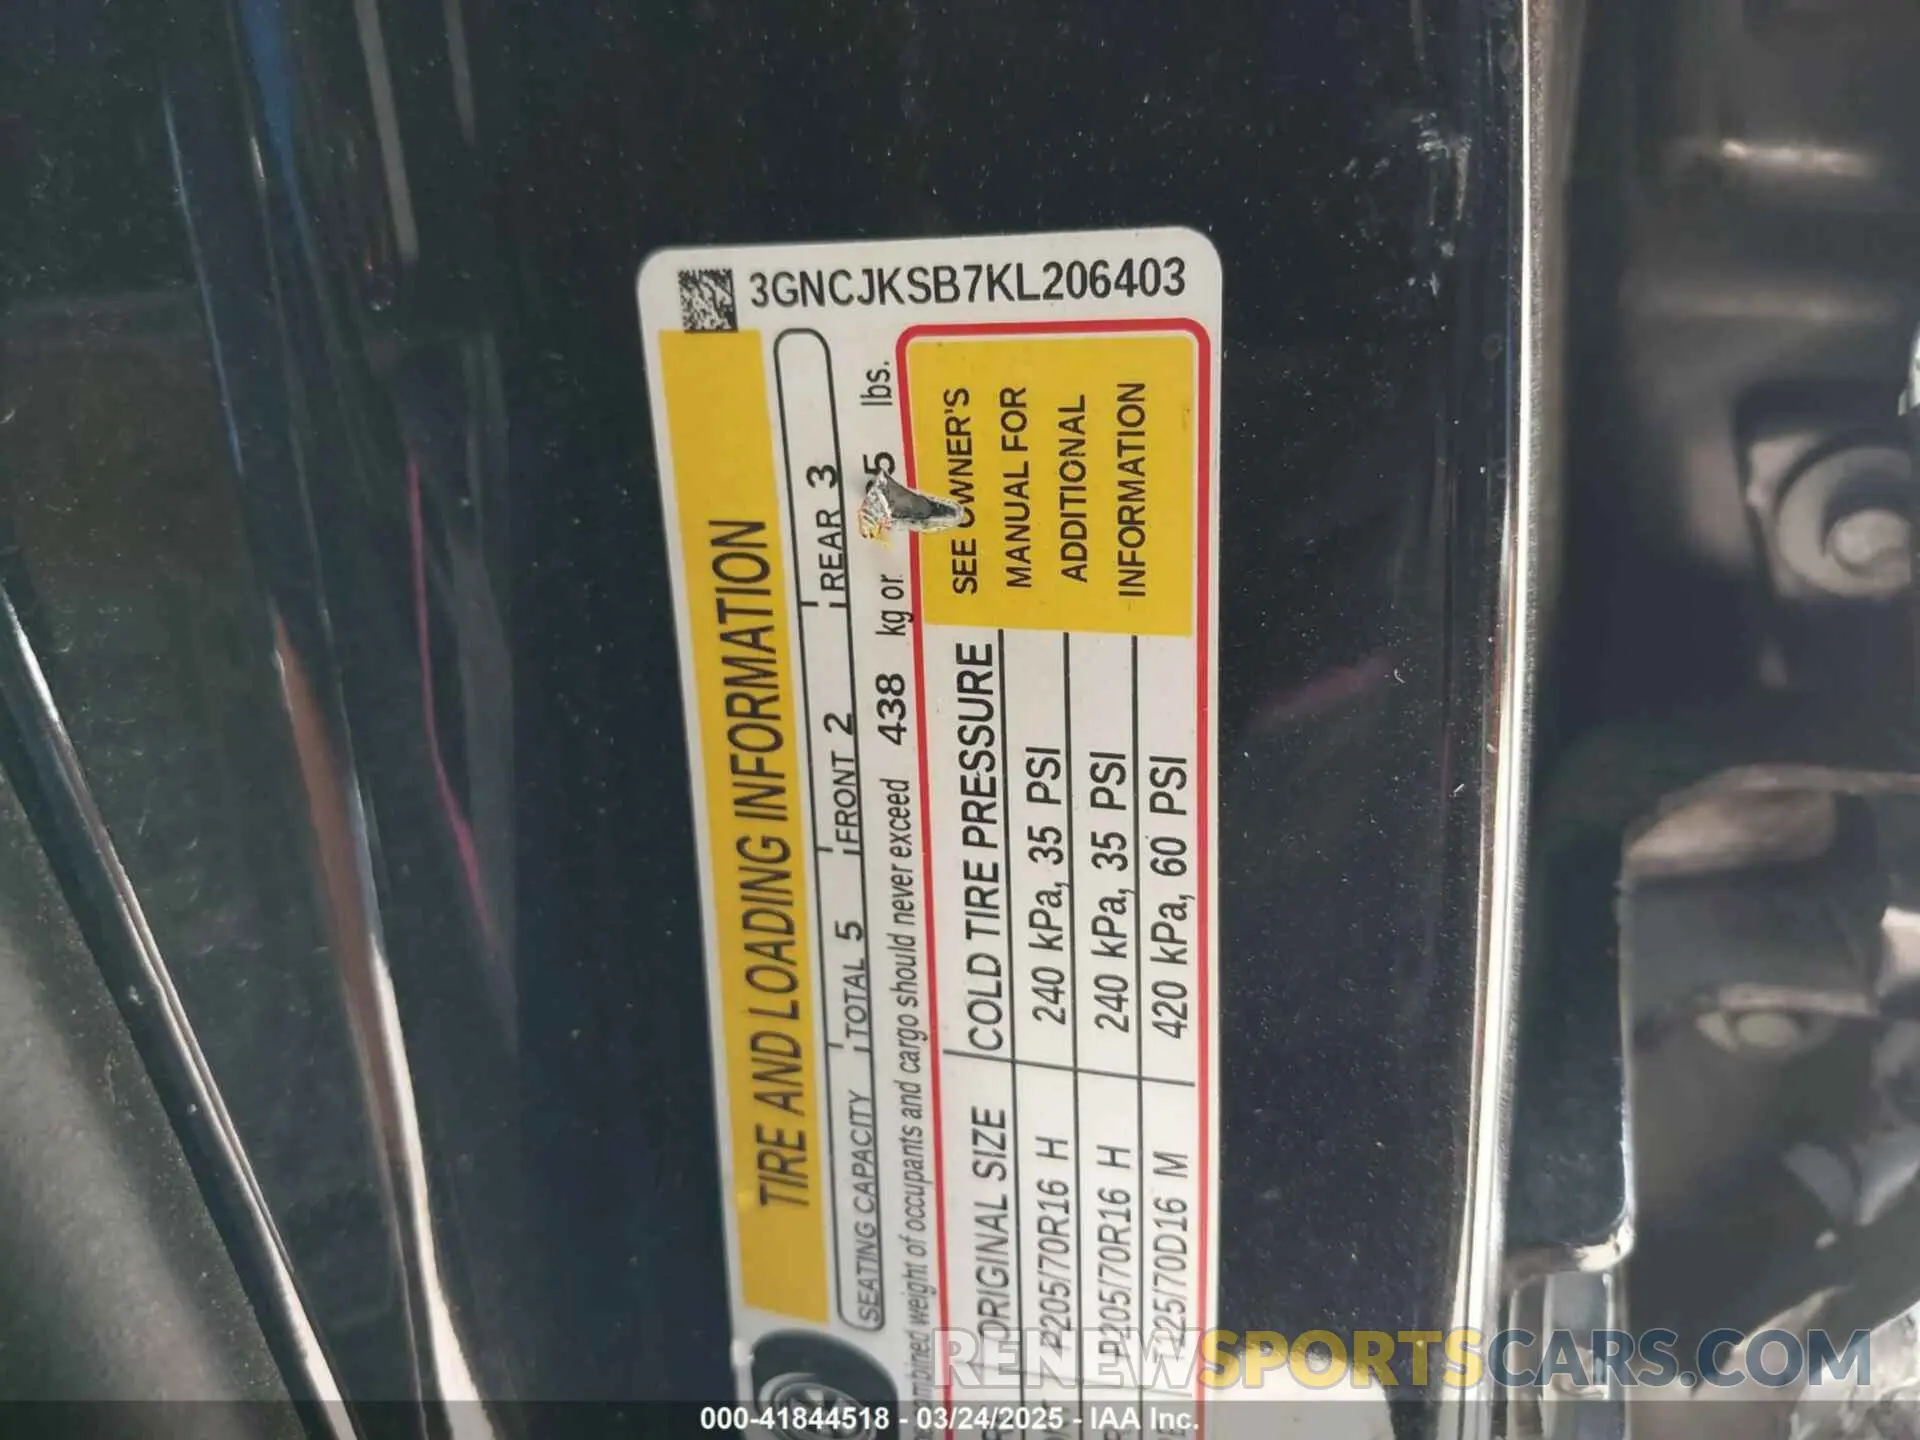 3GNCJKSB7KL206403
TIRE AND LOADING INFORMATION
SEATING CAPACITY TOTAL 5 FRONT 2 REAR 3
weight of occupants and cargo should never exceed 438 kg or lbs.
ORIGINAL SIZE COLD TIRE PRESSURE
P205/70R16 H 240 kPa, 35 PSI
P205/70R16 H 240 kPa, 35 PSI
T225/70D16 M 420 kPa, 60 PSI
SEE OWNER'S
MANUAL FOR
ADDITIONAL
INFORMATION
RENEWSPORTSCARS.COM
000-41844518 - 03/24/2025 - IAA Inc.